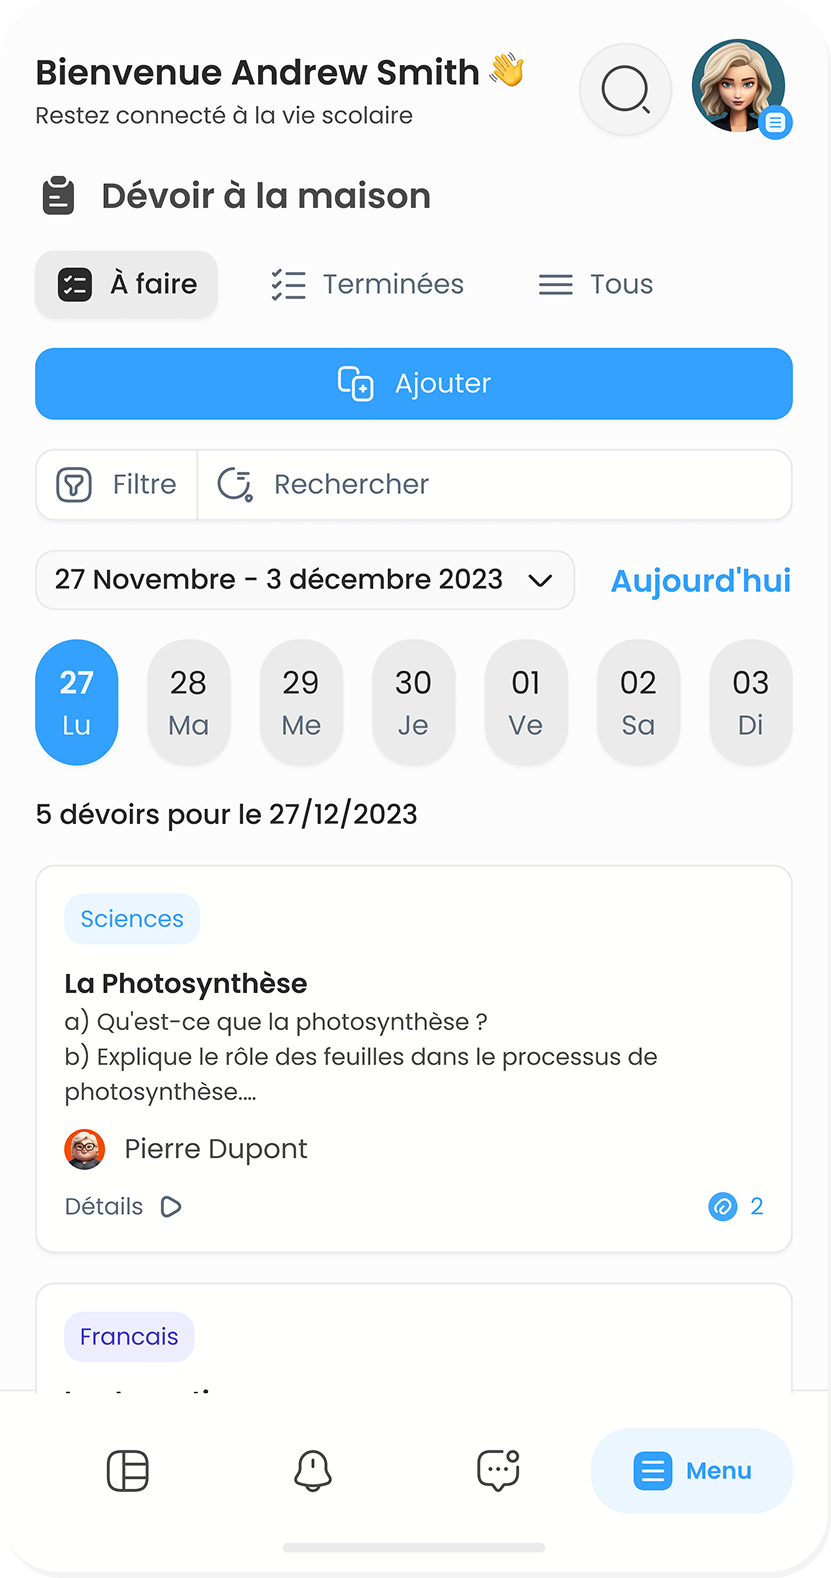 Bienvenue Andrew Smith 👋
Restez connecté à la vie scolaire
Dévoir à la maison
À faire Terminées Tous
Ajouter
Filtre Rechercher
27 Novembre - 3 décembre 2023 Aujourd'hui
27 28 29 30 01 02 03
Lu Ma Me Je Ve Sa Di
5 dévoirs pour le 27/12/2023
Sciences
La Photosynthèse
a) Qu'est-ce que la photosynthèse ?
b) Explique le rôle des feuilles dans le processus de
photosynthèse....
Pierre Dupont
Détails 2
Francais
Menu